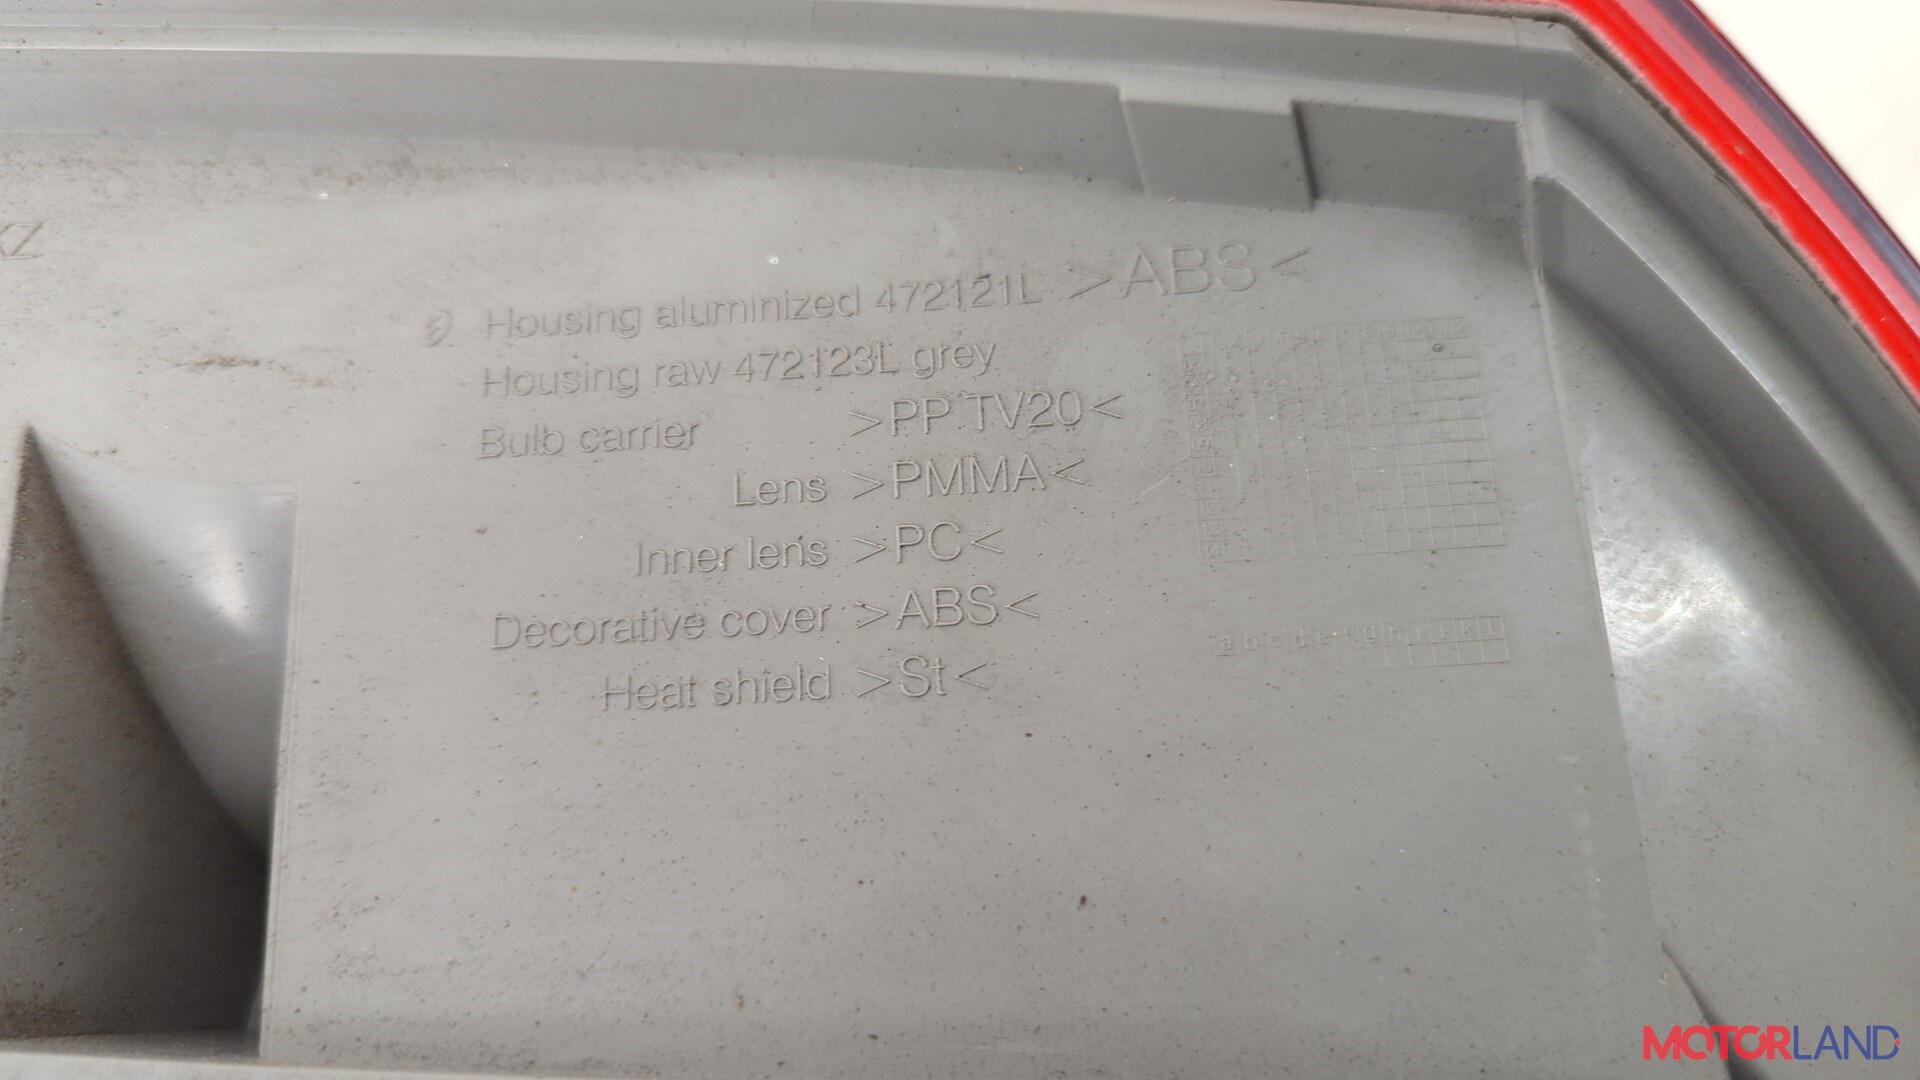 Housing aluminized 472121L >ABS<
Housing raw 472123L grey
Bulb carrier >PP TV20<
Lens >PMMA<
Inner lens >PC<
Decorative cover >ABS<
Heat shield >St<
a b c d e f g h i k l
MOTORLAND